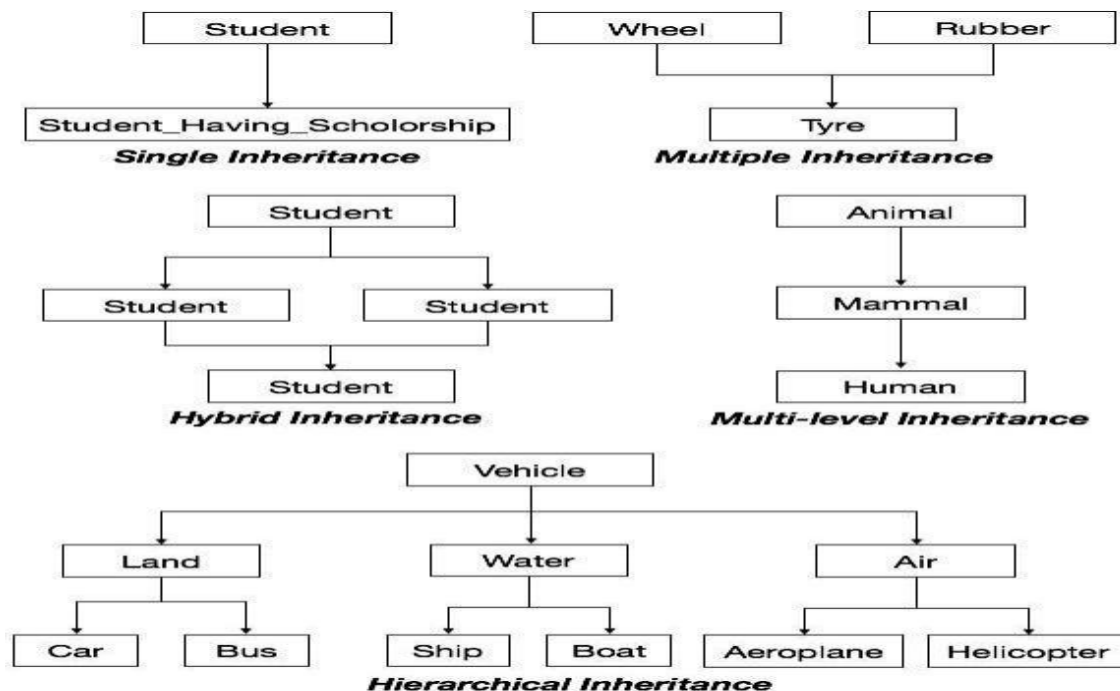 Student
Wheel Rubber
Student_Having_Scholorship
Tyre
Single Inheritance
Multiple Inheritance
Student
Animal
Student Student
Mammal
Student
Human
Hybrid Inheritance
Multi-level Inheritance
Vehicle
Land Water Air
Car Bus Ship Boat Aeroplane Helicopter
Hierarchical Inheritance